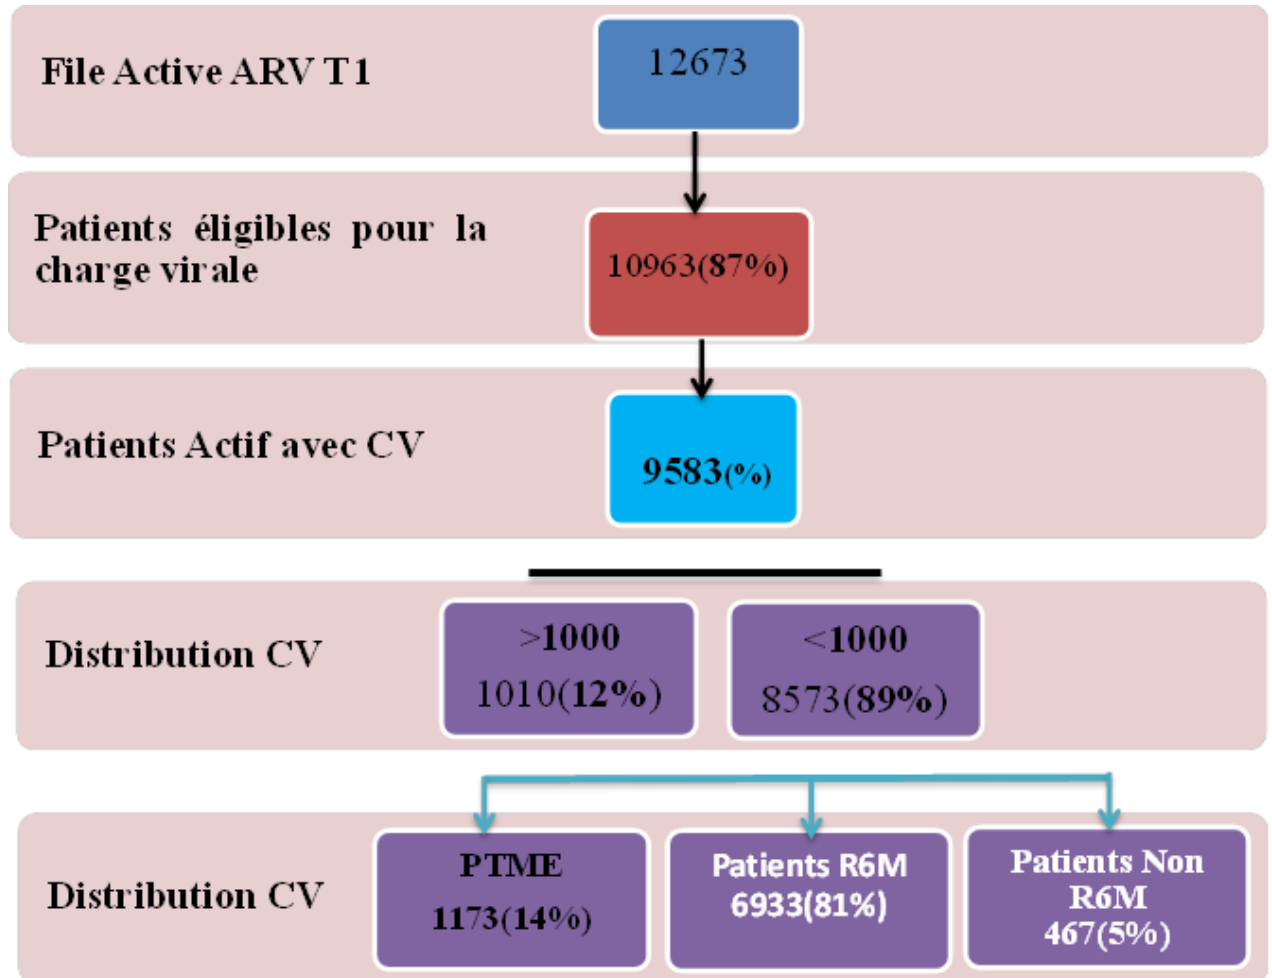 File Active ARV T1
12673
Patients éligibles pour la
charge virale
10963(87%)
Patients Actif avec CV
9583(%)
Distribution CV
>1000
1010(12%)
<1000
8573(89%)
Distribution CV
PTME
1173(14%)
Patients R6M
6933(81%)
Patients Non
R6M
467(5%)